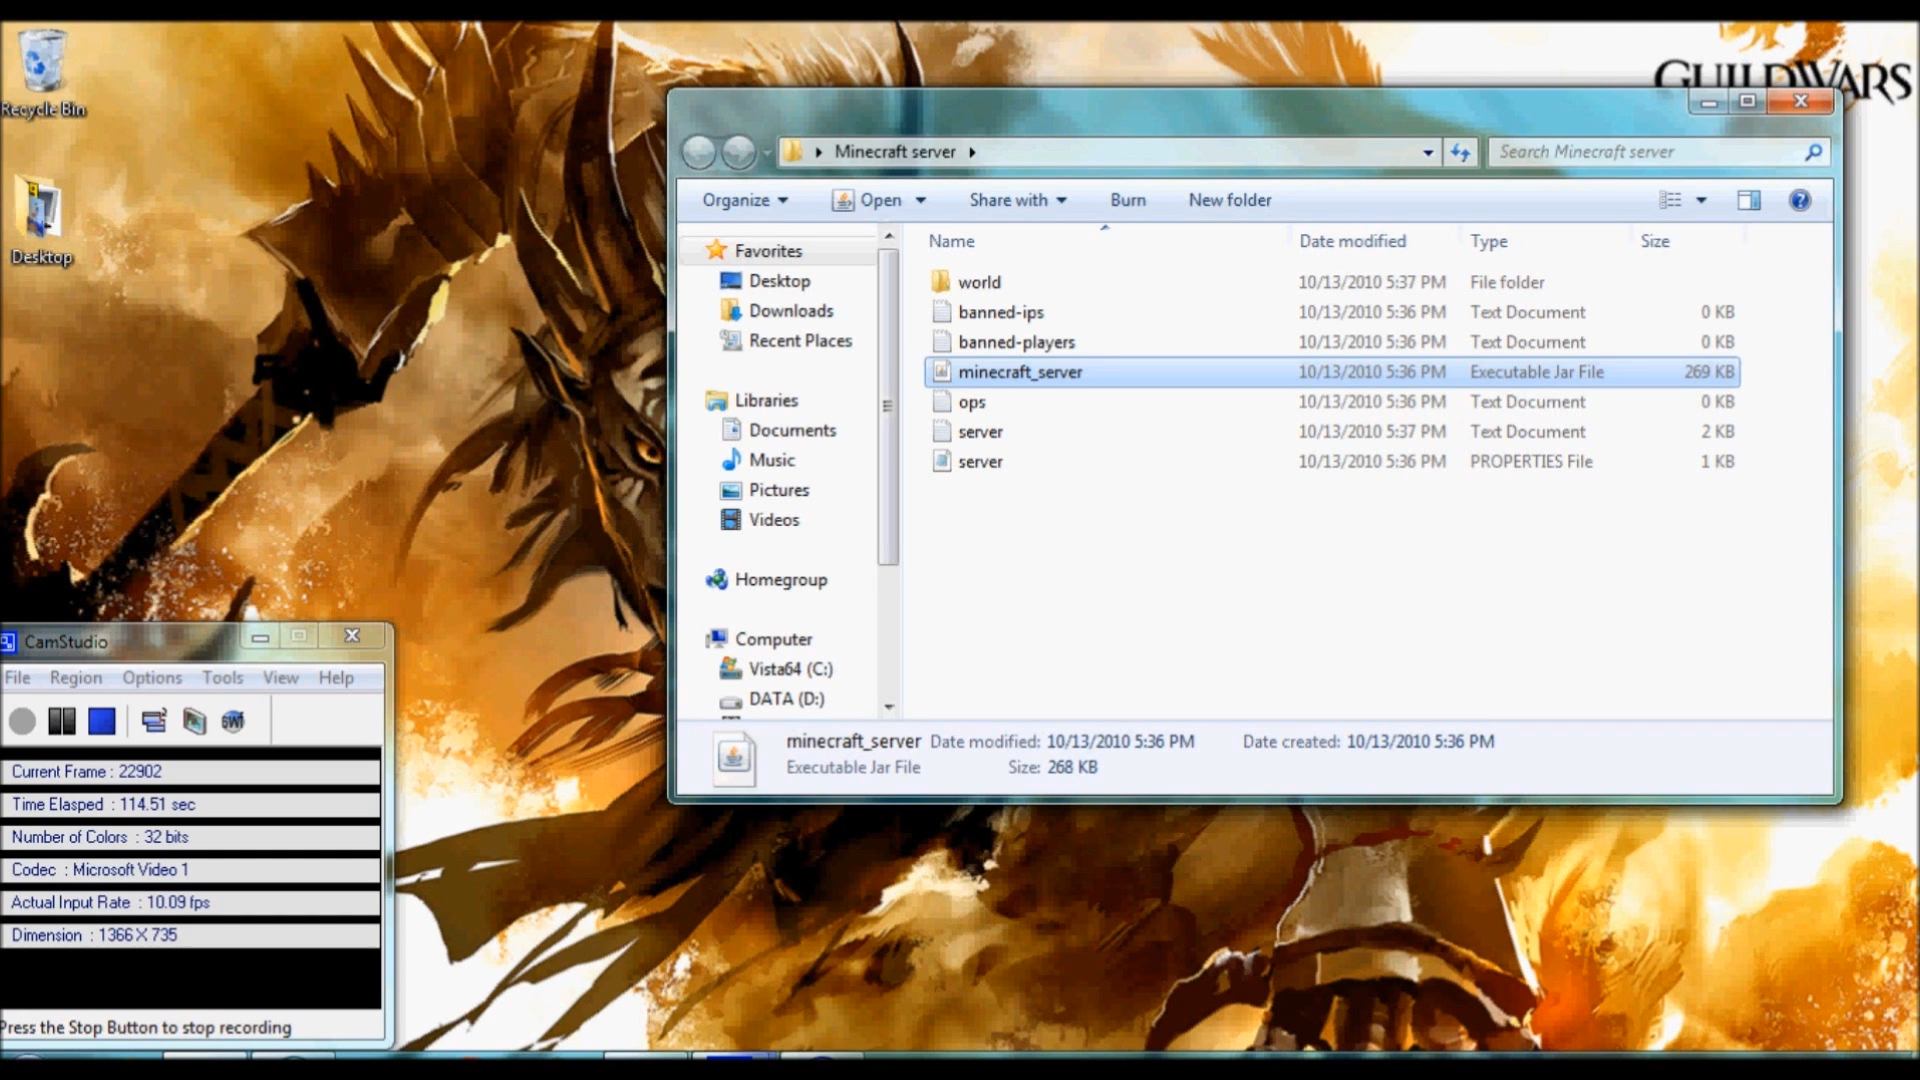 Recycle Bin
Desktop
GUILDWARS
Minecraft server
Search Minecraft server
Organize Open Share with Burn New folder
Name Date modified Type Size
Favorites
Desktop
Downloads
Recent Places
Libraries
Documents
Music
Pictures
Videos
Homegroup
Computer
Vista64 (C:)
DATA (D:)
world 10/13/2010 5:37 PM File folder
banned-ips 10/13/2010 5:36 PM Text Document 0 KB
banned-players 10/13/2010 5:36 PM Text Document 0 KB
minecraft_server 10/13/2010 5:36 PM Executable Jar File 269 KB
ops 10/13/2010 5:36 PM Text Document 0 KB
server 10/13/2010 5:37 PM Text Document 2 KB
server 10/13/2010 5:36 PM PROPERTIES File 1 KB
minecraft_server Date modified: 10/13/2010 5:36 PM Date created: 10/13/2010 5:36 PM
Executable Jar File Size: 268 KB
CamStudio
File Region Options Tools View Help
SWF
Current Frame : 22902
Time Elasped : 114.51 sec
Number of Colors : 32 bits
Codec : Microsoft Video 1
Actual Input Rate : 10.09 fps
Dimension : 1366 X 735
Press the Stop Button to stop recording